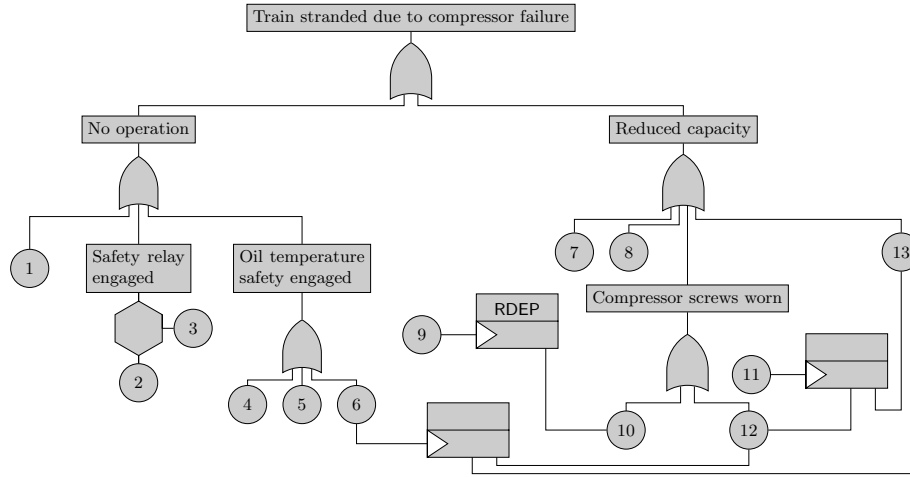 Train stranded due to compressor failure
No operation
Reduced capacity
1
Safety relay
engaged
Oil temperature
safety engaged
7
8
13
3
2
Compressor screws worn
9
RDEP
11
4
5
6
10
12